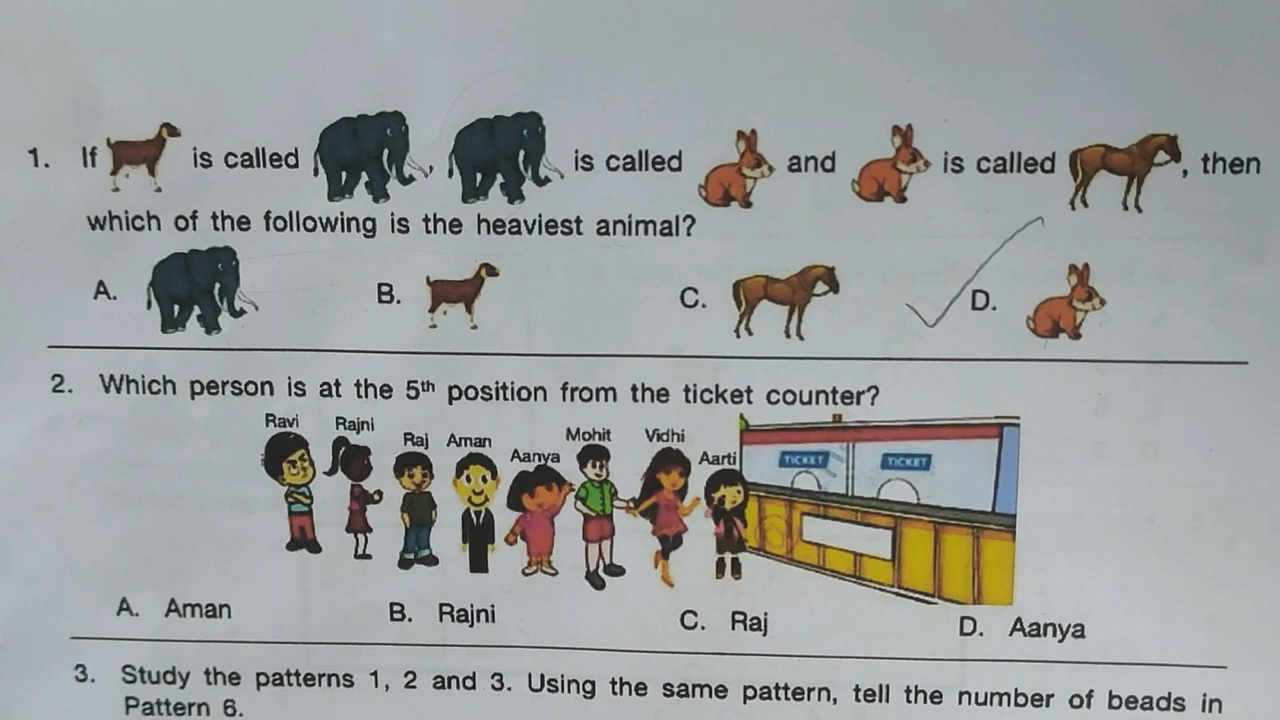 1. If is called , is called and is called , then
which of the following is the heaviest animal?
A. B. C. D.
2. Which person is at the 5th position from the ticket counter?
Ravi Rajni Raj Aman Aanya Mohit Vidhi Aarti
TICKET TICKET
A. Aman B. Rajni C. Raj D. Aanya
3. Study the patterns 1, 2 and 3. Using the same pattern, tell the number of beads in
Pattern 6.